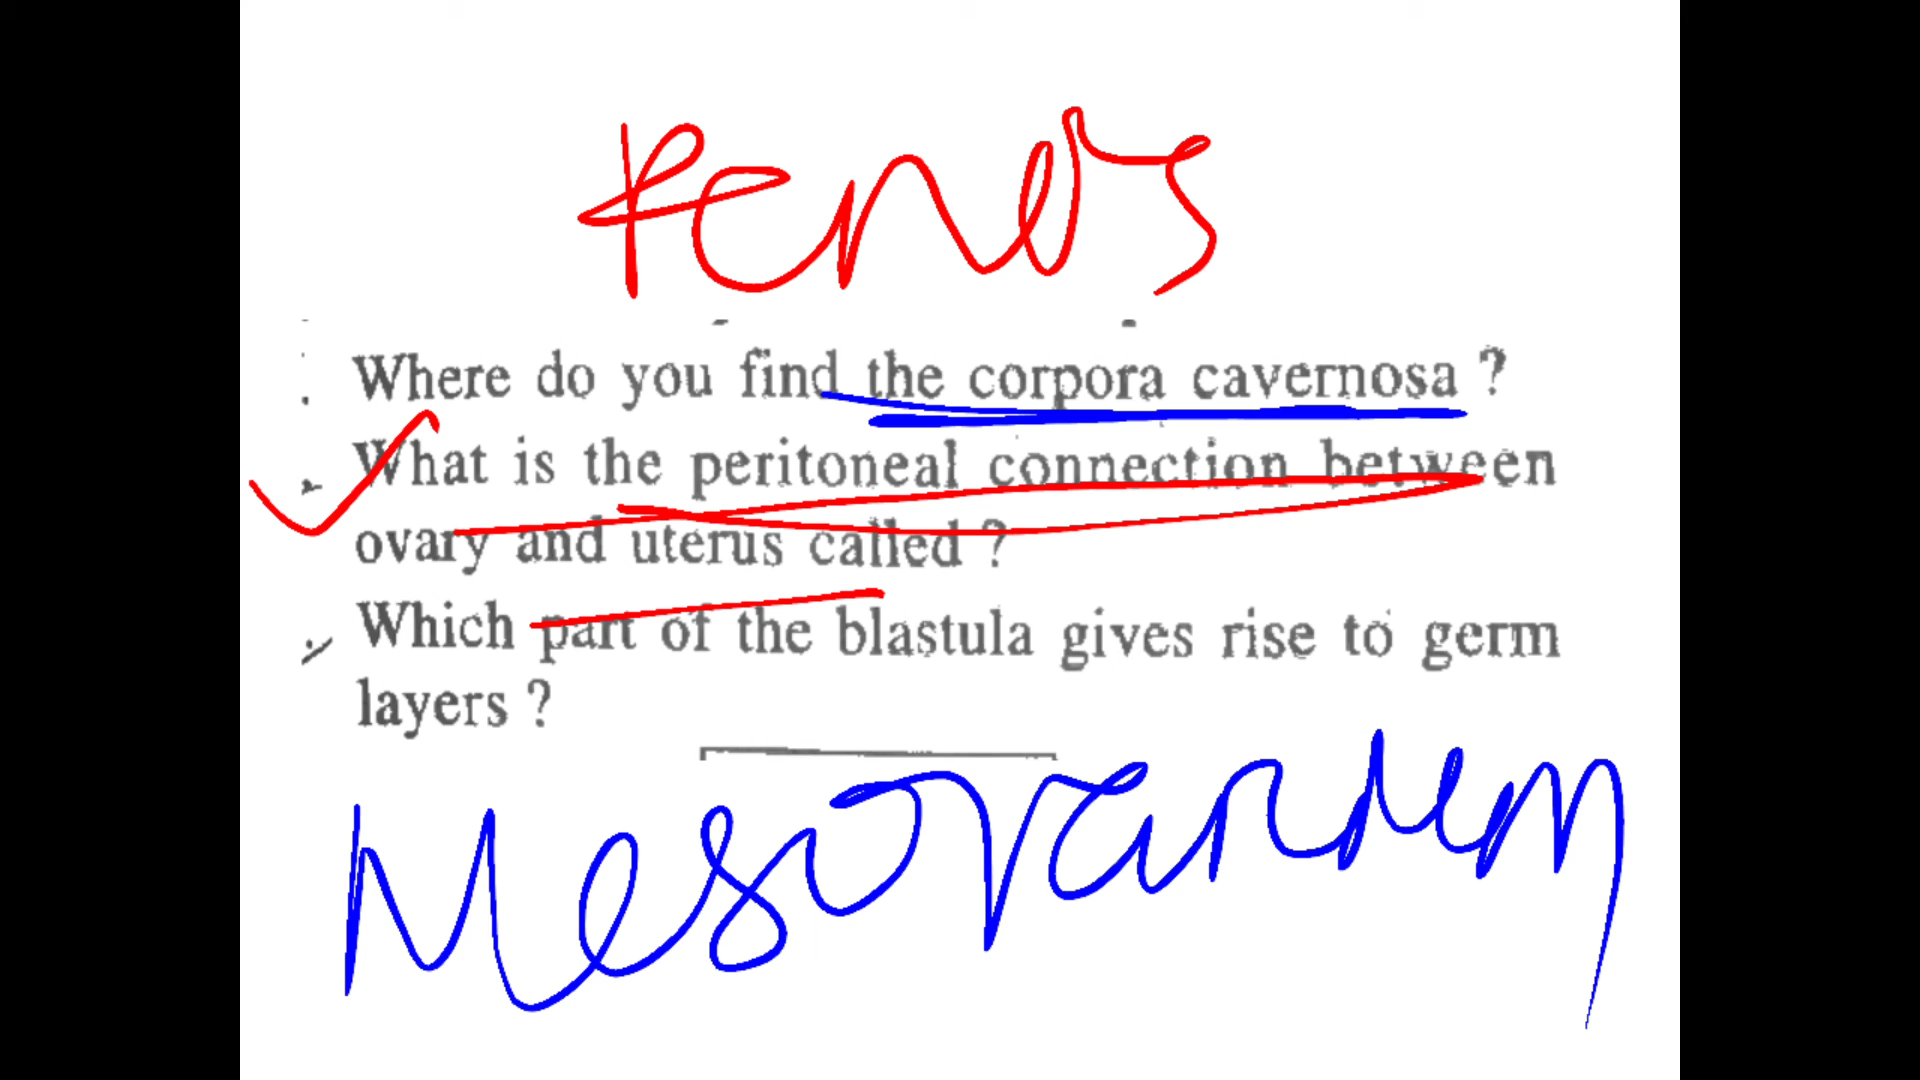 Penis
Where do you find the corpora cavernosa ?
What is the peritoneal connection between
ovary and uterus called ?
Which part of the blastula gives rise to germ
layers ?
Mesovarium